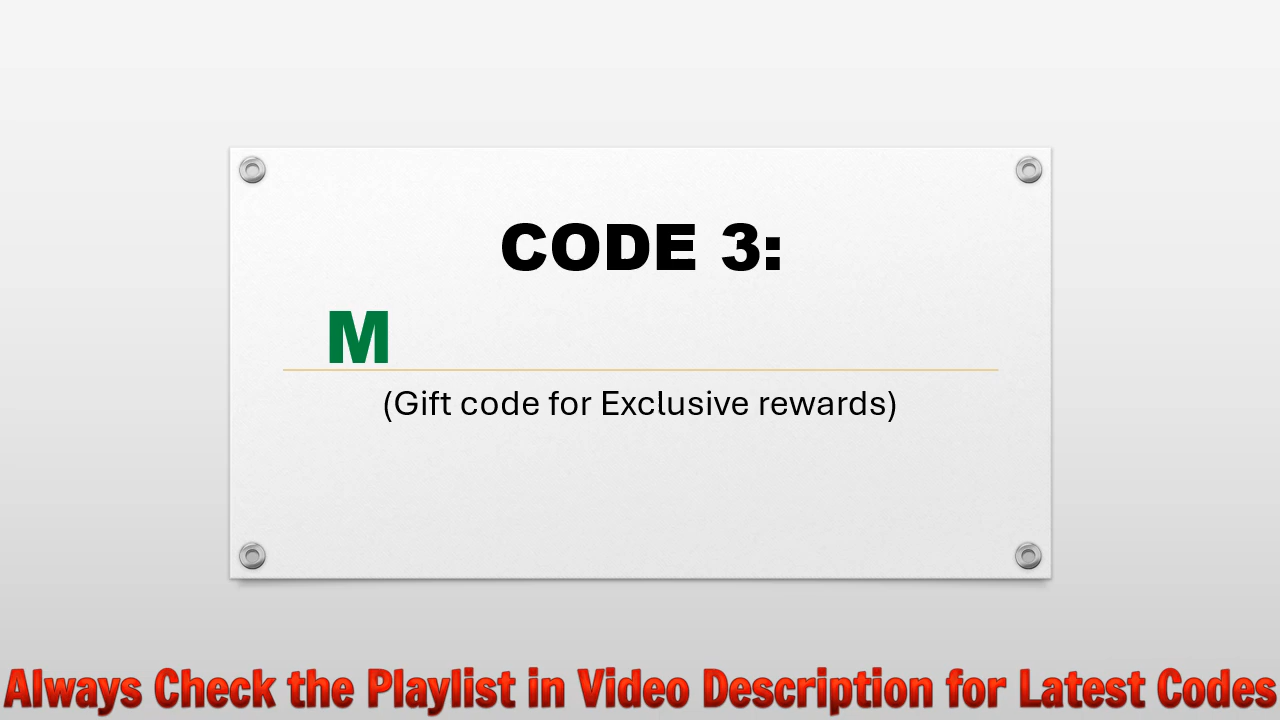 CODE 3:
M
(Gift code for Exclusive rewards)
Always Check the Playlist in Video Description for Latest Codes